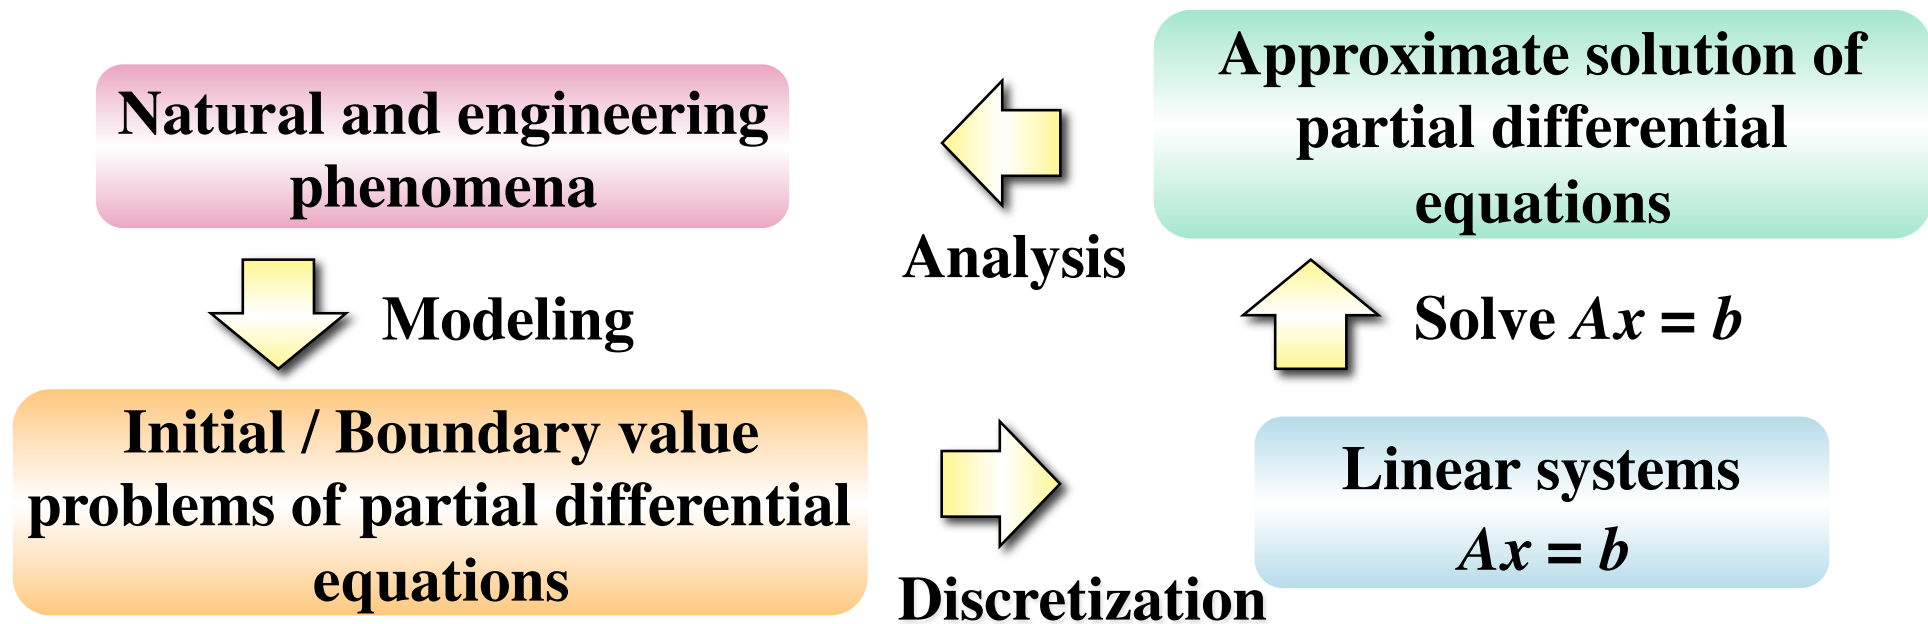 Natural and engineering
phenomena
Modeling
Initial / Boundary value
problems of partial differential
equations
Discretization
Linear systems
Ax = b
Solve Ax = b
Approximate solution of
partial differential
equations
Analysis